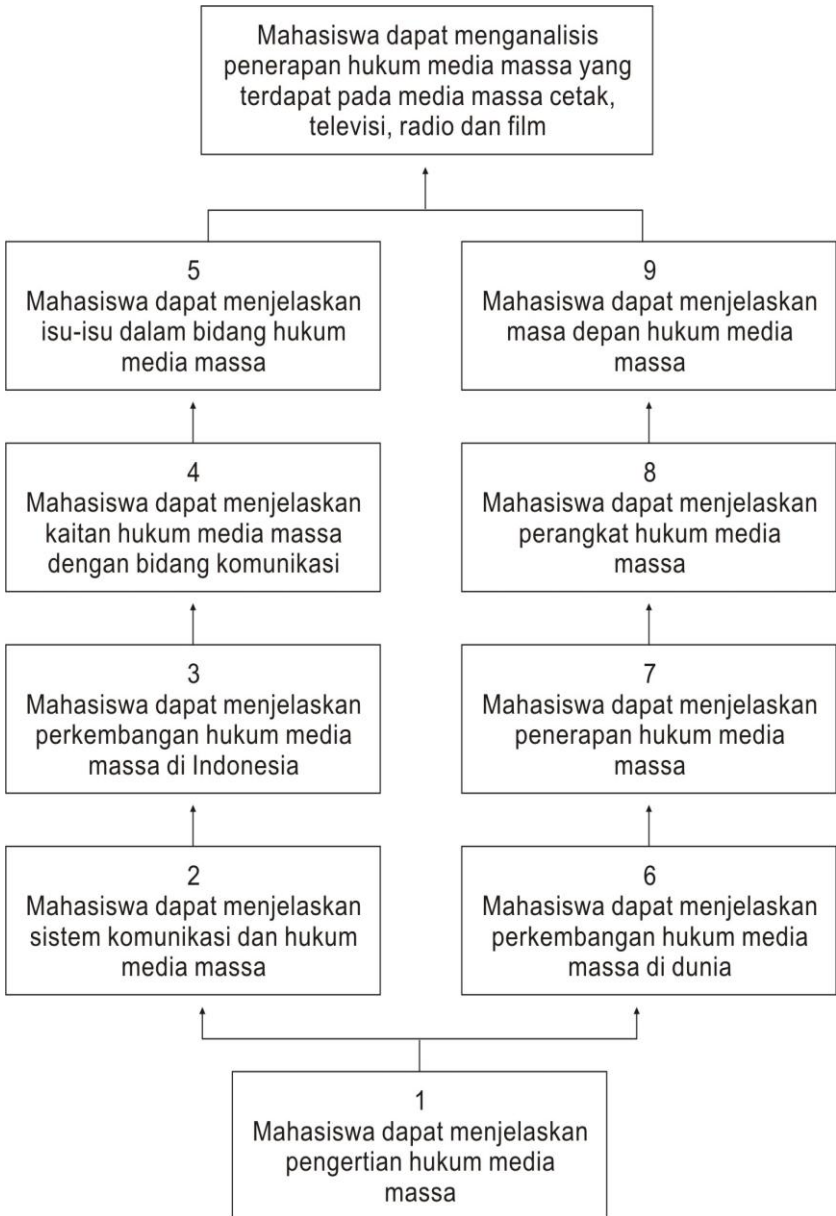 Mahasiswa dapat menganalisis
penerapan hukum media massa yang
terdapat pada media massa cetak,
televisi, radio dan film
5
Mahasiswa dapat menjelaskan
isu-isu dalam bidang hukum
media massa
9
Mahasiswa dapat menjelaskan
masa depan hukum media
massa
4
Mahasiswa dapat menjelaskan
kaitan hukum media massa
dengan bidang komunikasi
8
Mahasiswa dapat menjelaskan
perangkat hukum media
massa
3
Mahasiswa dapat menjelaskan
perkembangan hukum media
massa di Indonesia
7
Mahasiswa dapat menjelaskan
penerapan hukum media
massa
2
Mahasiswa dapat menjelaskan
sistem komunikasi dan hukum
media massa
6
Mahasiswa dapat menjelaskan
perkembangan hukum media
massa di dunia
1
Mahasiswa dapat menjelaskan
pengertian hukum media
massa